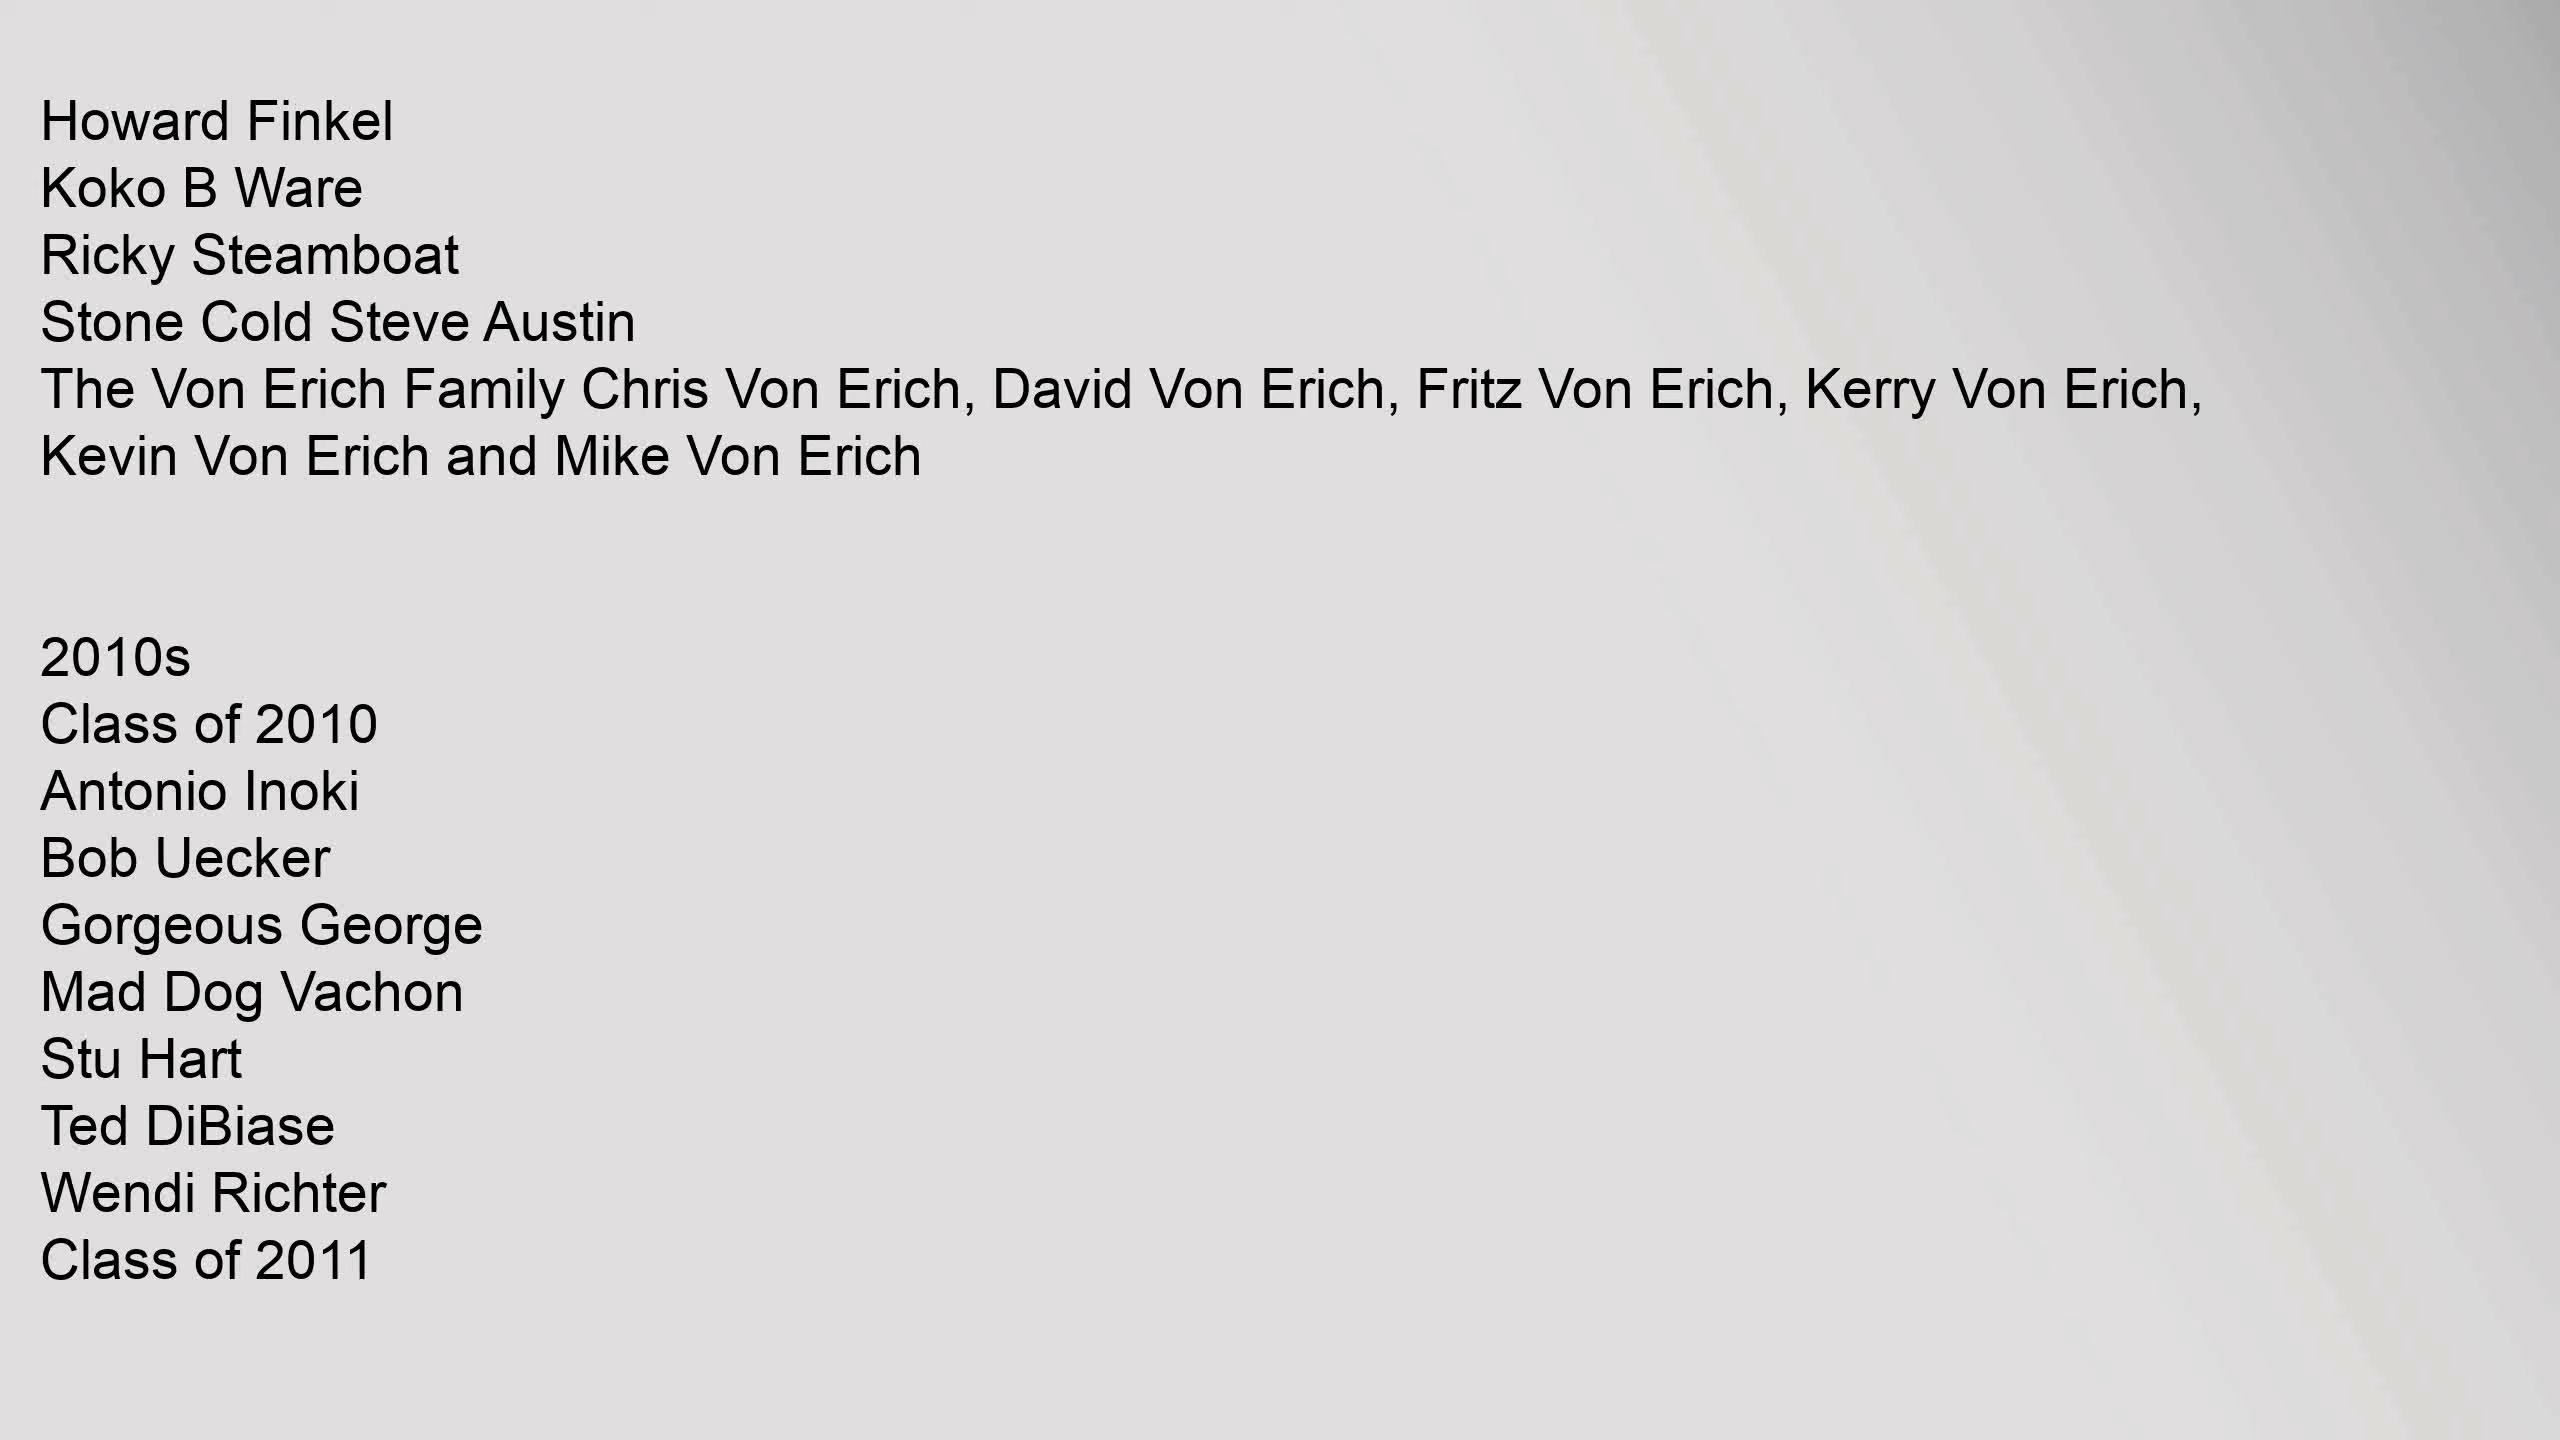 Howard Finkel
Koko B Ware
Ricky Steamboat
Stone Cold Steve Austin
The Von Erich Family Chris Von Erich, David Von Erich, Fritz Von Erich, Kerry Von Erich,
Kevin Von Erich and Mike Von Erich
2010s
Class of 2010
Antonio Inoki
Bob Uecker
Gorgeous George
Mad Dog Vachon
Stu Hart
Ted DiBiase
Wendi Richter
Class of 2011